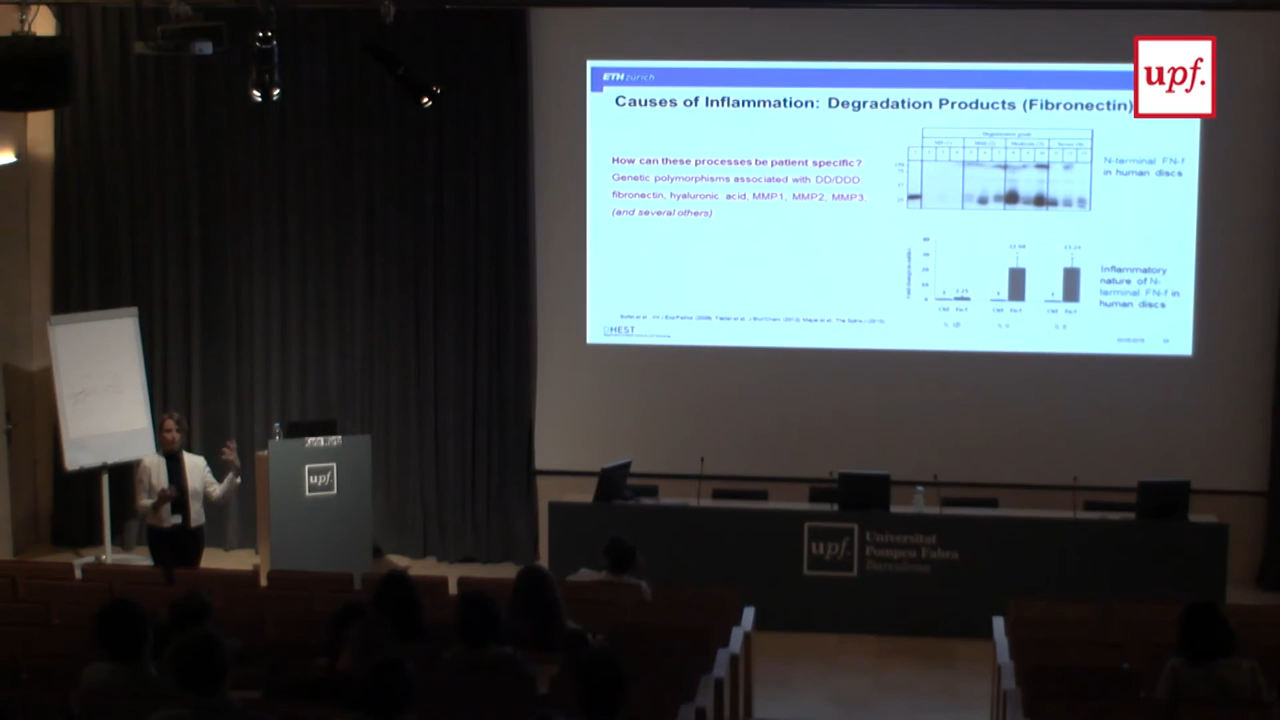 upf.
ETH zürich
Causes of Inflammation: Degradation Products (Fibronectin)
How can these processes be patient specific?
Genetic polymorphisms associated with DD/DDD:
fibronectin, hyaluronic acid, MMP1, MMP2, MMP3,
(and several others)
Degeneration grade
N-terminal FN-f
in human discs
Inflammatory
nature of N-
terminal FN-f in
human discs
HEST
upf.
upf.
Universitat
Pompeu Fabra
Barcelona